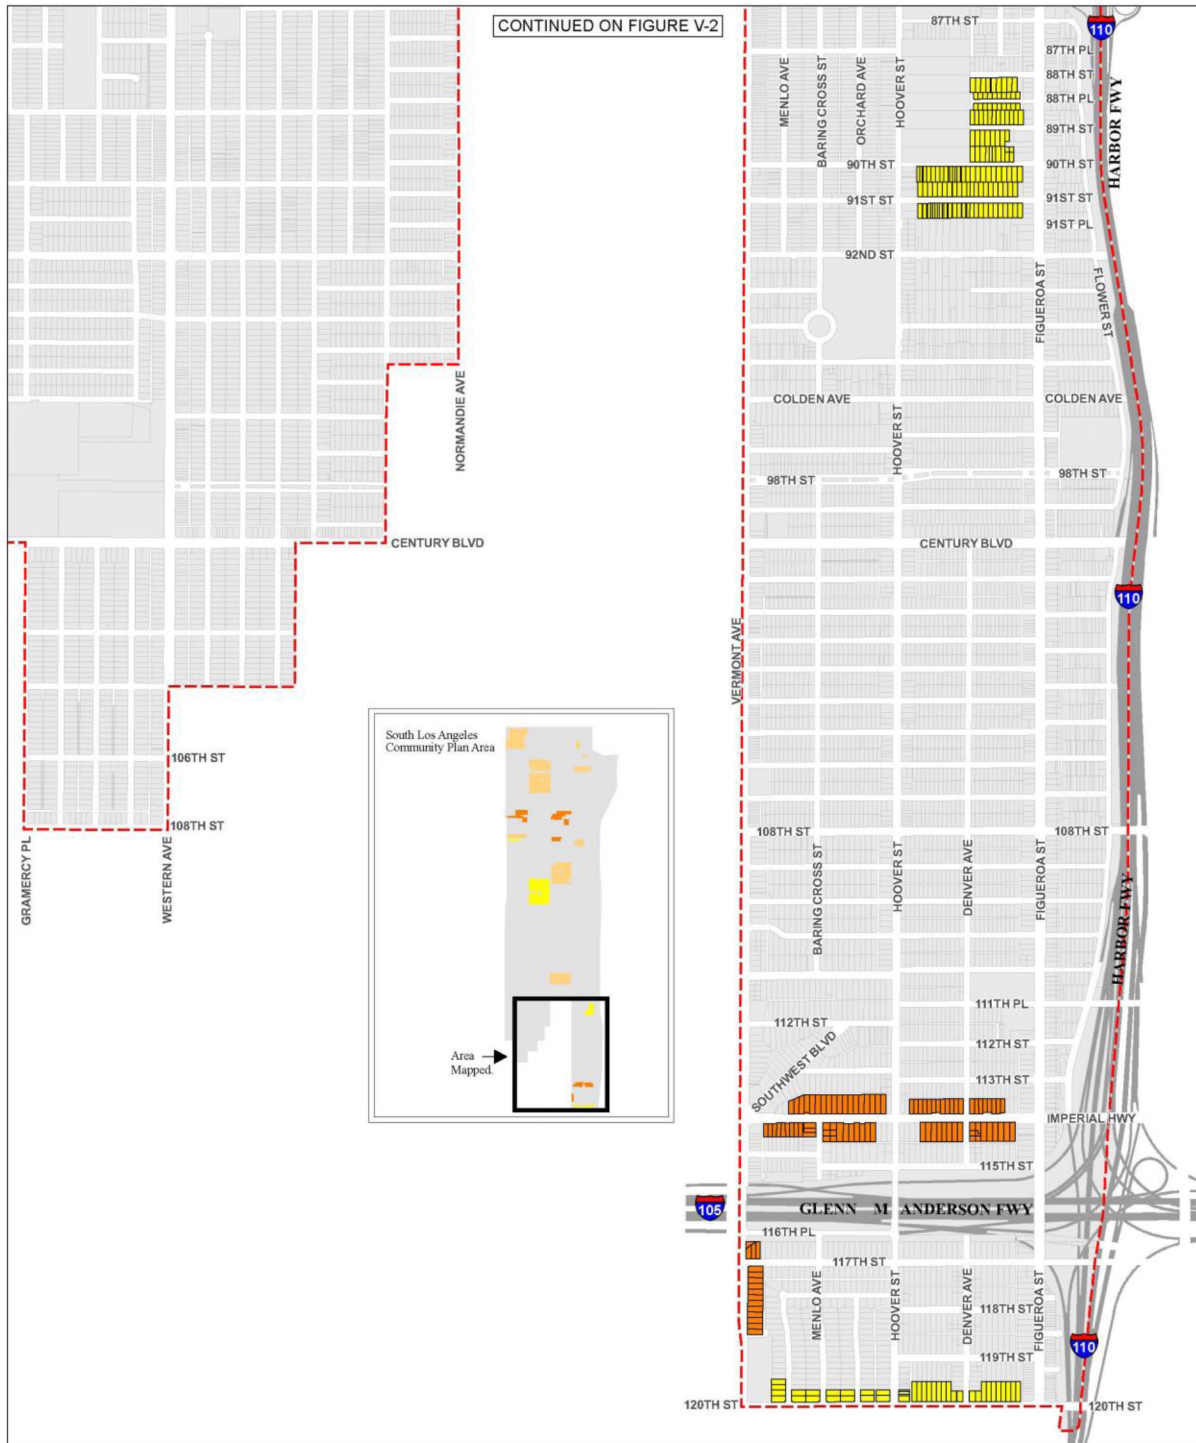 CONTINUED ON FIGURE V-2
87TH ST
110
87TH PL
88TH ST
88TH PL
89TH ST
90TH ST
90TH ST
91ST ST
91ST ST
91ST PL
92ND ST
MENLO AVE
BARING CROSS ST
ORCHARD AVE
HOOVER ST
HARBOR FWY
FIGUEROA ST
FLOWER ST
NORMANDIE AVE
COLDEN AVE
COLDEN AVE
HOOVER ST
98TH ST
98TH ST
CENTURY BLVD
CENTURY BLVD
110
VERMONT AVE
South Los Angeles
Community Plan Area
106TH ST
108TH ST
108TH ST
108TH ST
GRAMERCY PL
WESTERN AVE
BARING CROSS ST
HOOVER ST
DENVER AVE
FIGUEROA ST
HARBOR FWY
111TH PL
112TH ST
112TH ST
Area
Mapped.
SOUTHWEST BLVD
113TH ST
IMPERIAL HWY
115TH ST
105
GLENN M ANDERSON FWY
116TH PL
117TH ST
MENLO AVE
HOOVER ST
DENVER AVE
118TH ST
FIGUEROA ST
110
119TH ST
120TH ST
120TH ST